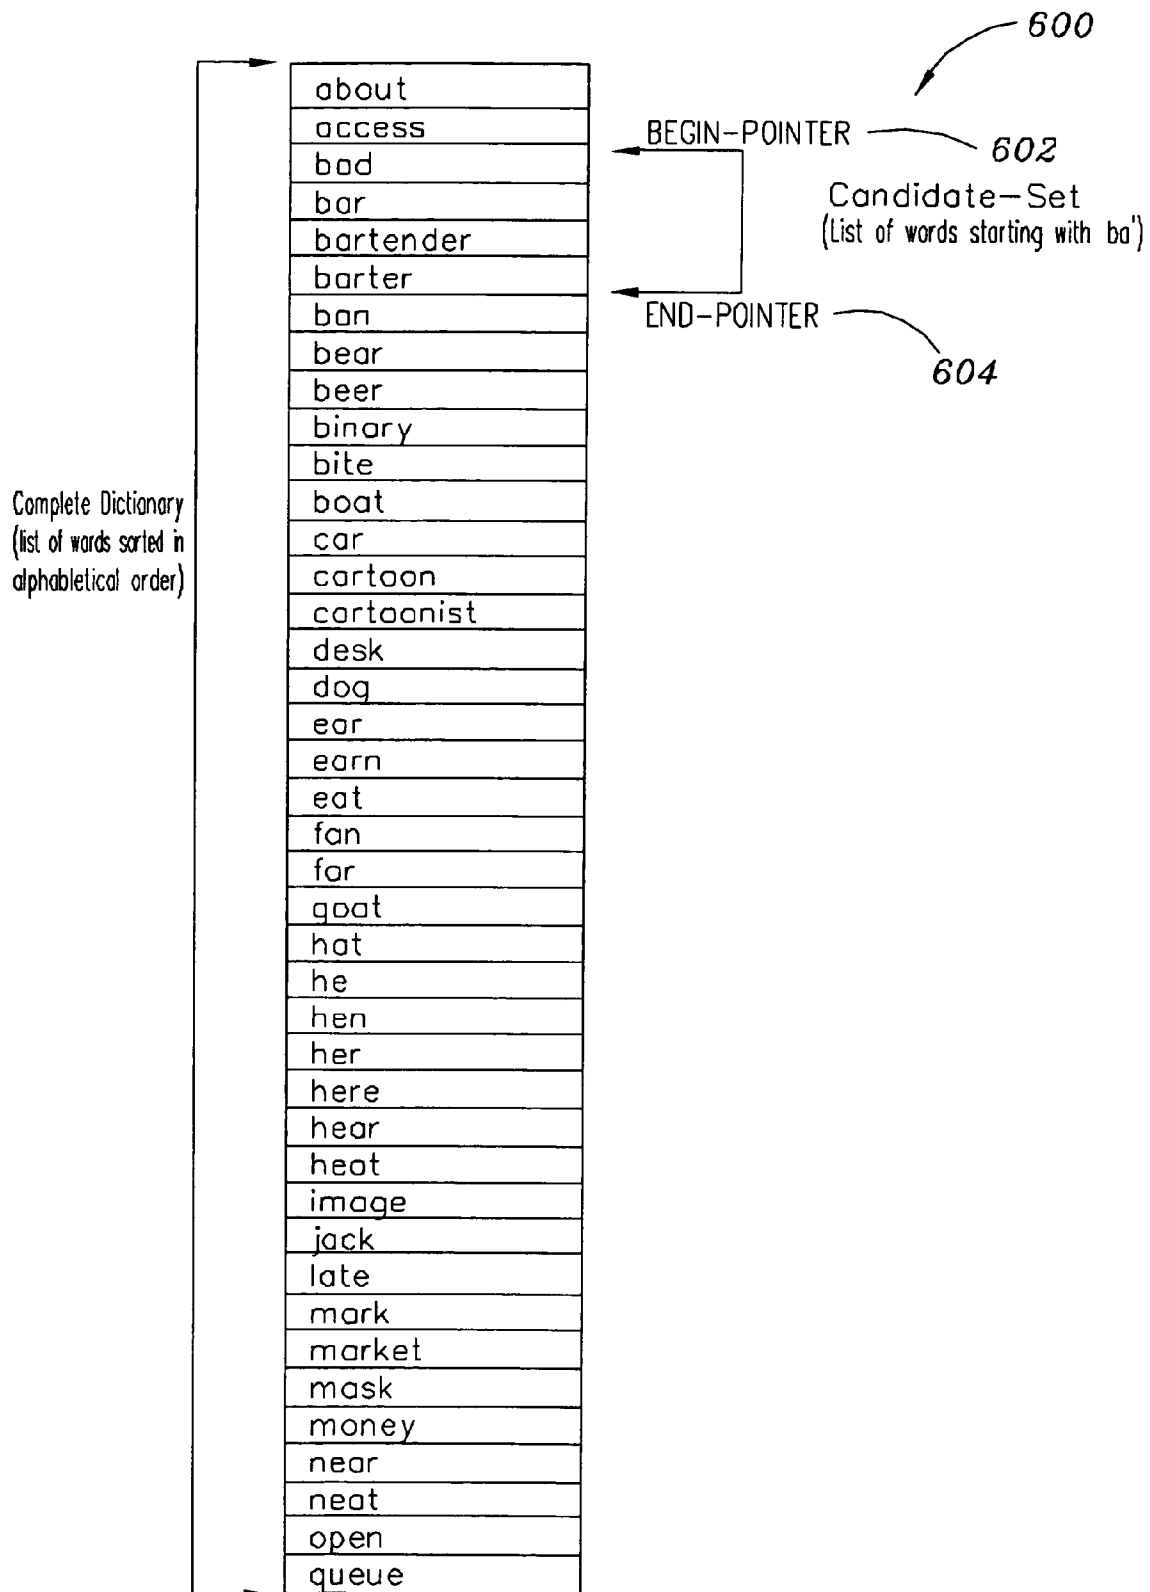 600
about
access
bad
bar
bartender
barter
ban
bear
beer
binary
bite
boat
car
cartoon
cartoonist
desk
dog
ear
earn
eat
fan
far
goat
hat
he
hen
her
here
hear
heat
image
jack
late
mark
market
mask
money
near
neat
open
queue
BEGIN-POINTER
602
Candidate-Set
(List of words starting with ba')
END-POINTER
604
Complete Dictionary
(list of words sorted in
alphabletical order)